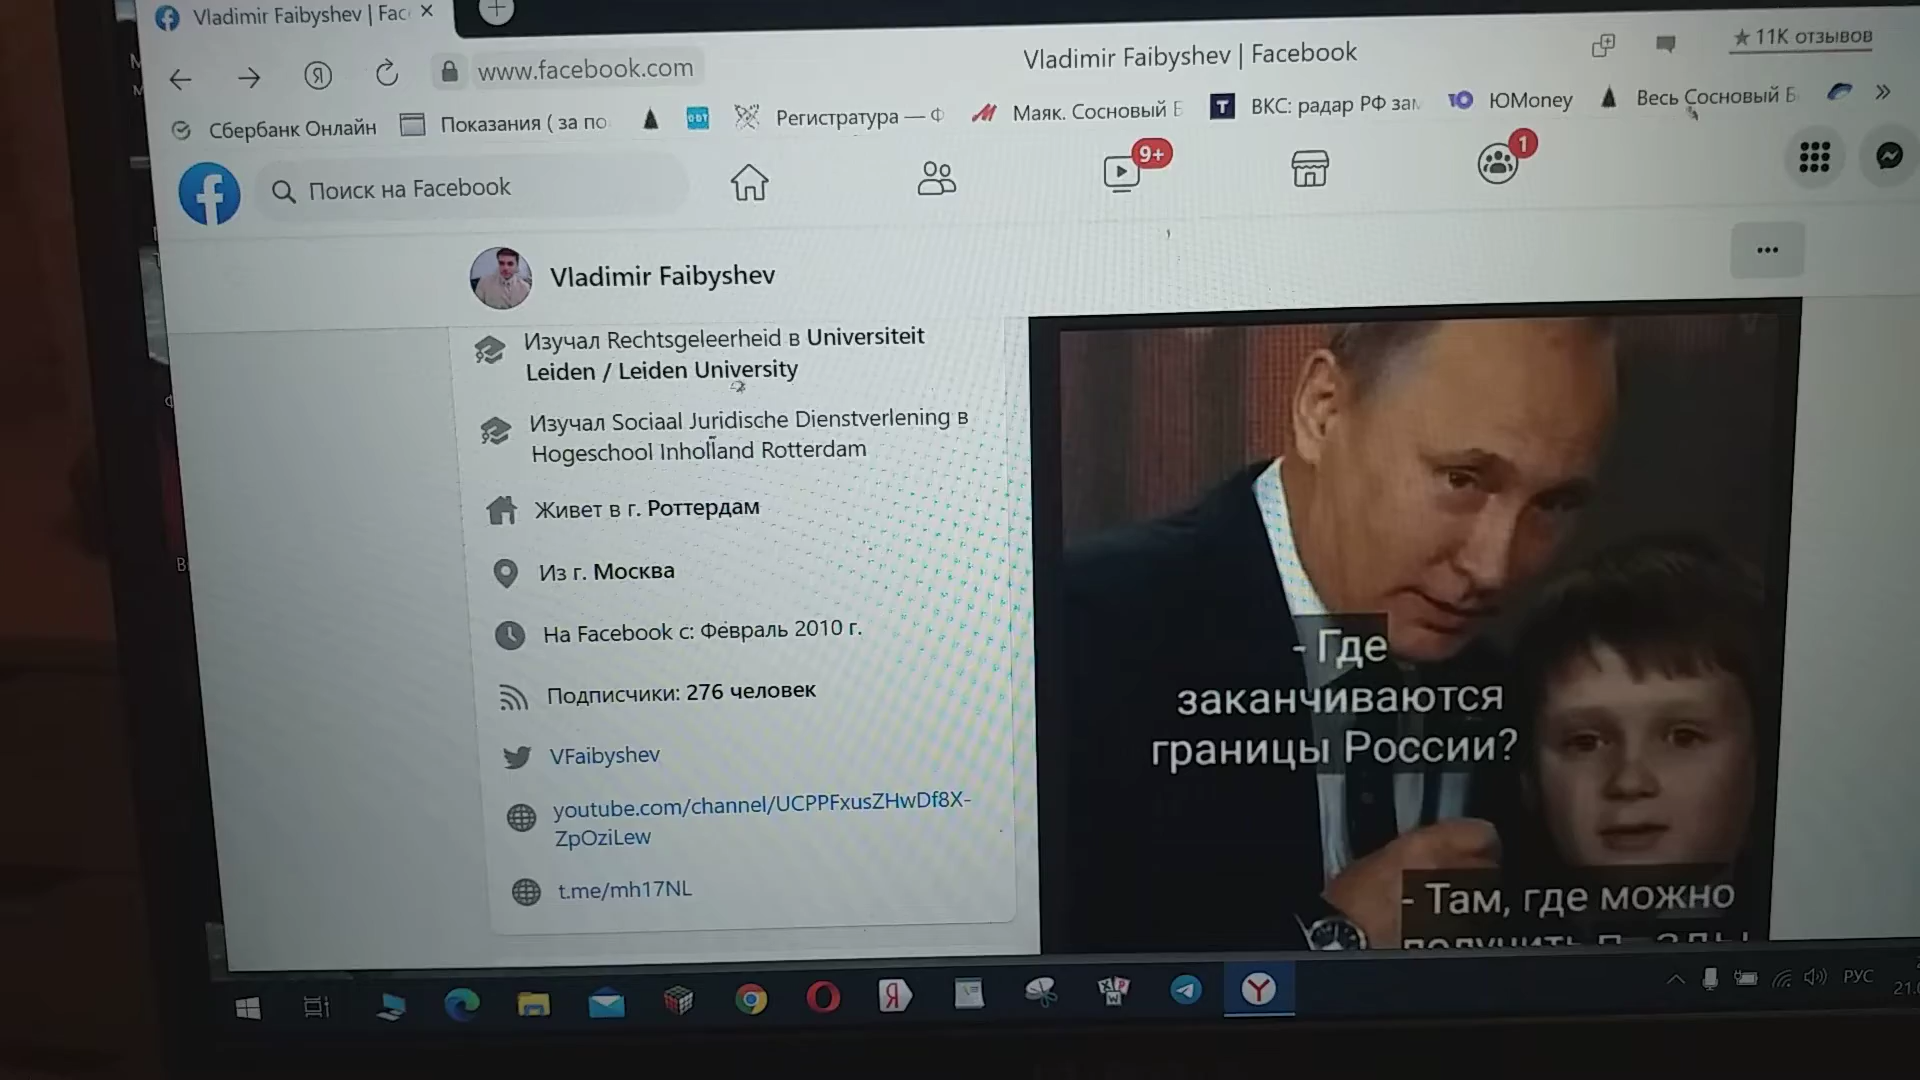 Vladimir Faibyshev | Fac
www.facebook.com
Vladimir Faibyshev | Facebook
★ 11K отзывов
Сбербанк Онлайн
Показания ( за по
Регистратура — Ф
Маяк. Сосновый Б
ВКС: радар РФ зам
ЮMoney
Весь Сосновый Б
Поиск на Facebook
9+
1
Vladimir Faibyshev
Изучал Rechtsgeleerheid в Universiteit
Leiden / Leiden University
Изучал Sociaal Juridische Dienstverlening в
Hogeschool Inholland Rotterdam
Живет в г. Роттердам
Из г. Москва
На Facebook с: Февраль 2010 г.
Подписчики: 276 человек
VFaibyshev
youtube.com/channel/UCPPFxusZHwDf8X-
ZpOziLew
t.me/mh17NL
- Где
заканчиваются
границы России?
- Там, где можно
получить
РУС